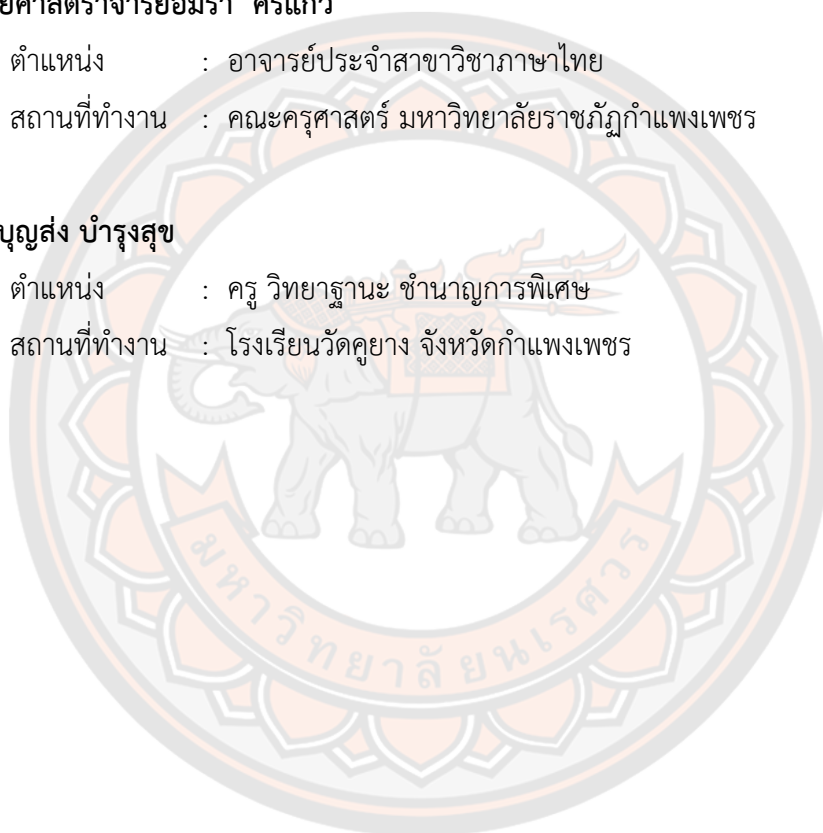 ตำแหน่ง : อาจารย์ประจำสาขาวิชาภาษาไทย
สถานที่ทำงาน : คณะครุศาสตร์ มหาวิทยาลัยราชภัฏกำแพงเพชร
บุญส่ง บำรุงสุข
ตำแหน่ง : ครู วิทยาฐานะ ชำนาญการพิเศษ
สถานที่ทำงาน : โรงเรียนวัดคูยาง จังหวัดกำแพงเพชร
มหาวิทยาลัยนเรศวร